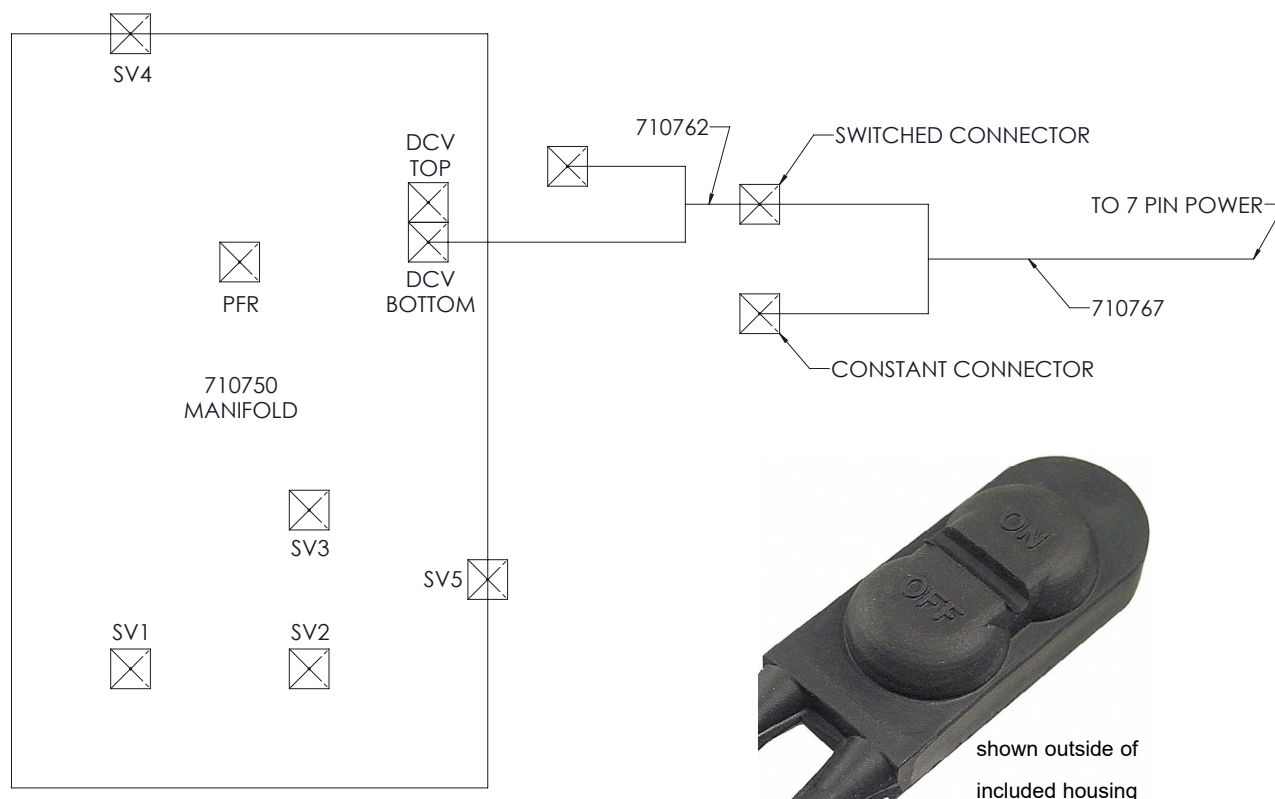 SV4
DCV
TOP
DCV
BOTTOM
PFR
710750
MANIFOLD
SV3
SV5
SV1
SV2
710762
SWITCHED CONNECTOR
TO 7 PIN POWER
710767
CONSTANT CONNECTOR
ON
OFF
shown outside of
included housing